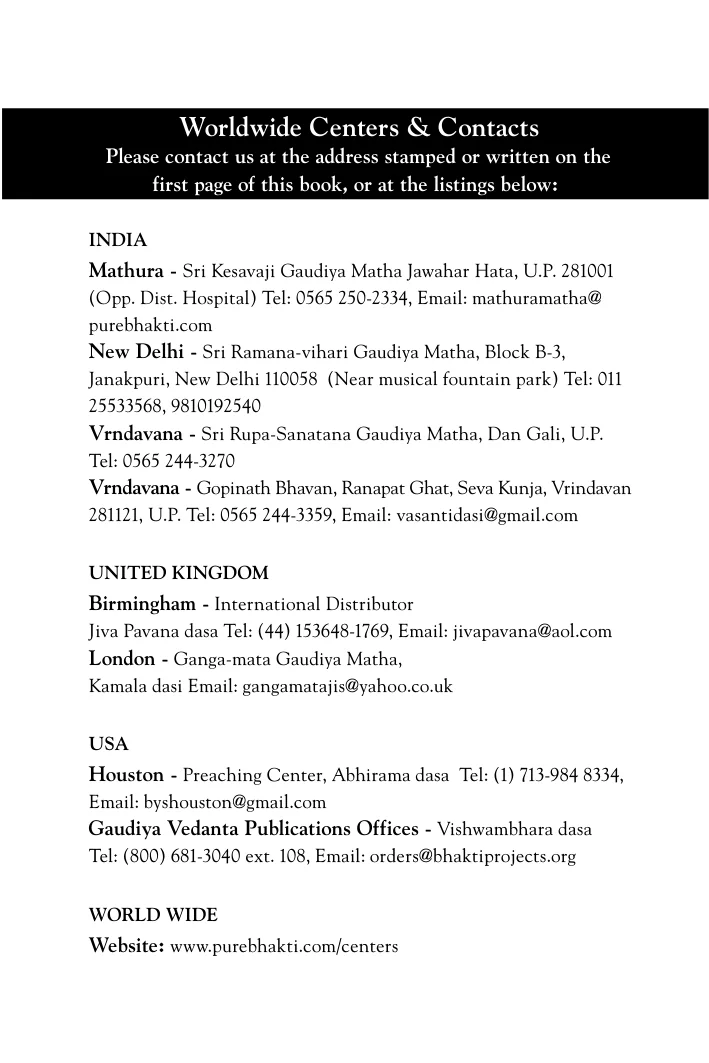 Worldwide Centers & Contacts
Please contact us at the address stamped or written on the
first page of this book, or at the listings below:
INDIA
Mathura - Sri Kesavaji Gaudiya Matha Jawahar Hata, U.P. 281001
(Opp. Dist. Hospital) Tel: 0565 250-2334, Email: mathuramatha@
purebhakti.com
New Delhi - Sri Ramana-vihari Gaudiya Matha, Block B-3,
Janakpuri, New Delhi 110058 (Near musical fountain park) Tel: 011
25533568, 9810192540
Vrndavana - Sri Rupa-Sanatana Gaudiya Matha, Dan Gali, U.P.
Tel: 0565 244-3270
Vrndavana - Gopinath Bhavan, Ranapat Ghat, Seva Kunja, Vrindavan
281121, U.P. Tel: 0565 244-3359, Email: vasantidasi@gmail.com
UNITED KINGDOM
Birmingham - International Distributor
Jiva Pavana dasa Tel: (44) 153648-1769, Email: jivapavana@aol.com
London - Ganga-mata Gaudiya Matha,
Kamala dasi Email: gangamatajis@yahoo.co.uk
USA
Houston - Preaching Center, Abhirama dasa Tel: (1) 713-984 8334,
Email: byshouston@gmail.com
Gaudiya Vedanta Publications Offices - Vishwambhara dasa
Tel: (800) 681-3040 ext. 108, Email: orders@bhaktiprojects.org
WORLD WIDE
Website: www.purebhakti.com/centers